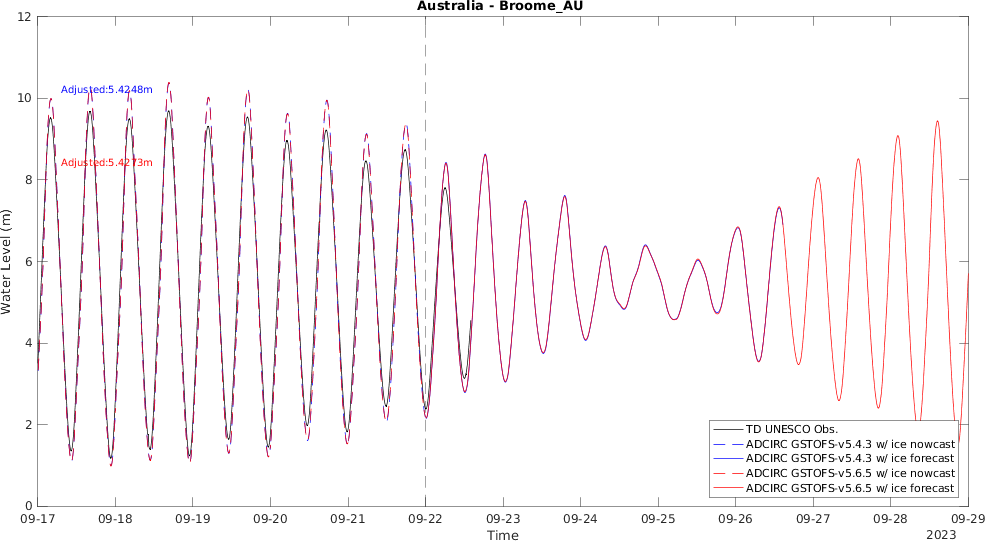 Australia - Broome_AU
12
10
8
6
4
2
0
Water Level (m)
Adjusted:5.4248m
Adjusted:5.4273m
TD UNESCO Obs.
ADCIRC GSTOFS-v5.4.3 w/ ice nowcast
ADCIRC GSTOFS-v5.4.3 w/ ice forecast
ADCIRC GSTOFS-v5.6.5 w/ ice nowcast
ADCIRC GSTOFS-v5.6.5 w/ ice forecast
09-17 09-18 09-19 09-20 09-21 09-22 09-23 09-24 09-25 09-26 09-27 09-28 09-29
Time
2023